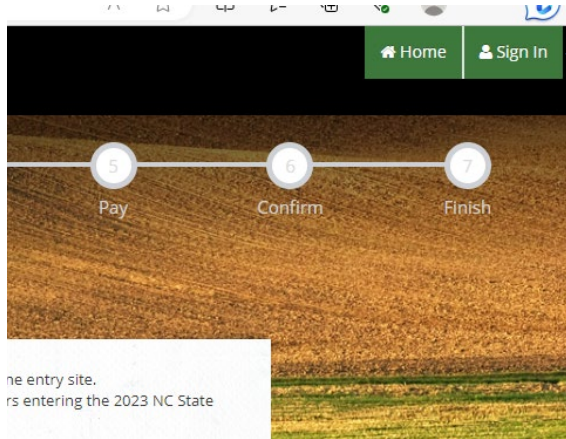 Home Sign In
5 6 7
Pay Confirm Finish
ne entry site.
rs entering the 2023 NC State